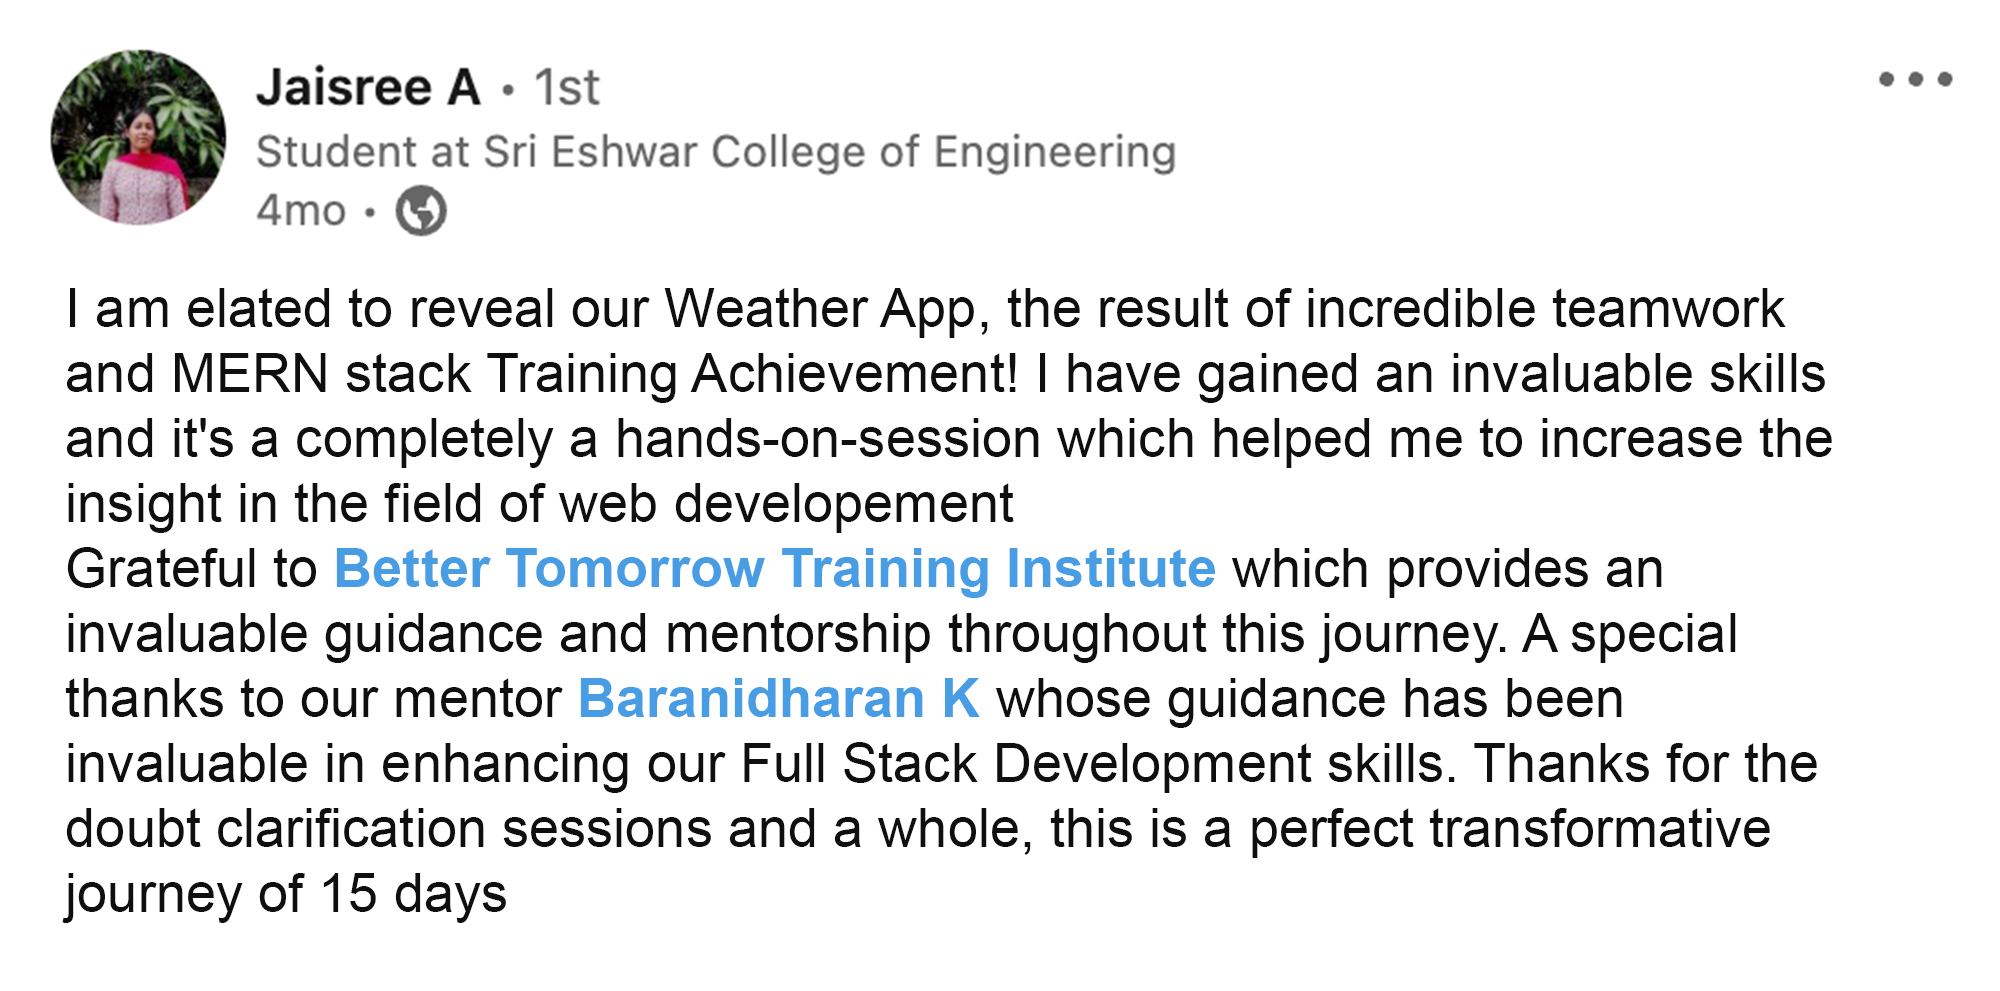 Jaisree A • 1st
Student at Sri Eshwar College of Engineering
4mo •
I am elated to reveal our Weather App, the result of incredible teamwork
and MERN stack Training Achievement! I have gained an invaluable skills
and it's a completely a hands-on-session which helped me to increase the
insight in the field of web developement
Grateful to Better Tomorrow Training Institute which provides an
invaluable guidance and mentorship throughout this journey. A special
thanks to our mentor Baranidharan K whose guidance has been
invaluable in enhancing our Full Stack Development skills. Thanks for the
doubt clarification sessions and a whole, this is a perfect transformative
journey of 15 days